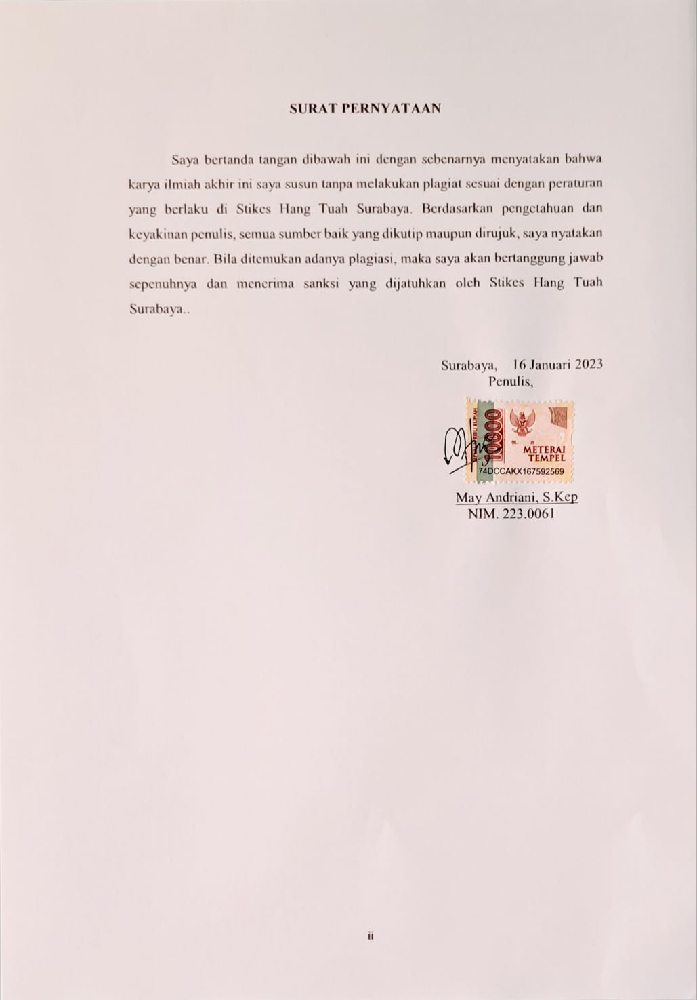 SURAT PERNYATAAN
Saya bertanda tangan dibawah ini dengan sebenarnya menyatakan bahwa
karya ilmiah akhir ini saya susun tanpa melakukan plagiat sesuai dengan peraturan
yang berlaku di Stikes Hang Tuah Surabaya. Berdasarkan pengetahuan dan
keyakinan penulis, semua sumber baik yang dikutip maupun dirujuk, saya nyatakan
dengan benar. Bila ditemukan adanya plagiasi, maka saya akan bertanggung jawab
sepenuhnya dan menerima sanksi yang dijatuhkan oleh Stikes Hang Tuah
Surabaya..
Surabaya, 16 Januari 2023
Penulis,
10000
METERAI
TEMPEL
74DCCAKX167592569
May Andriani, S.Kep
NIM. 223.0061
ii